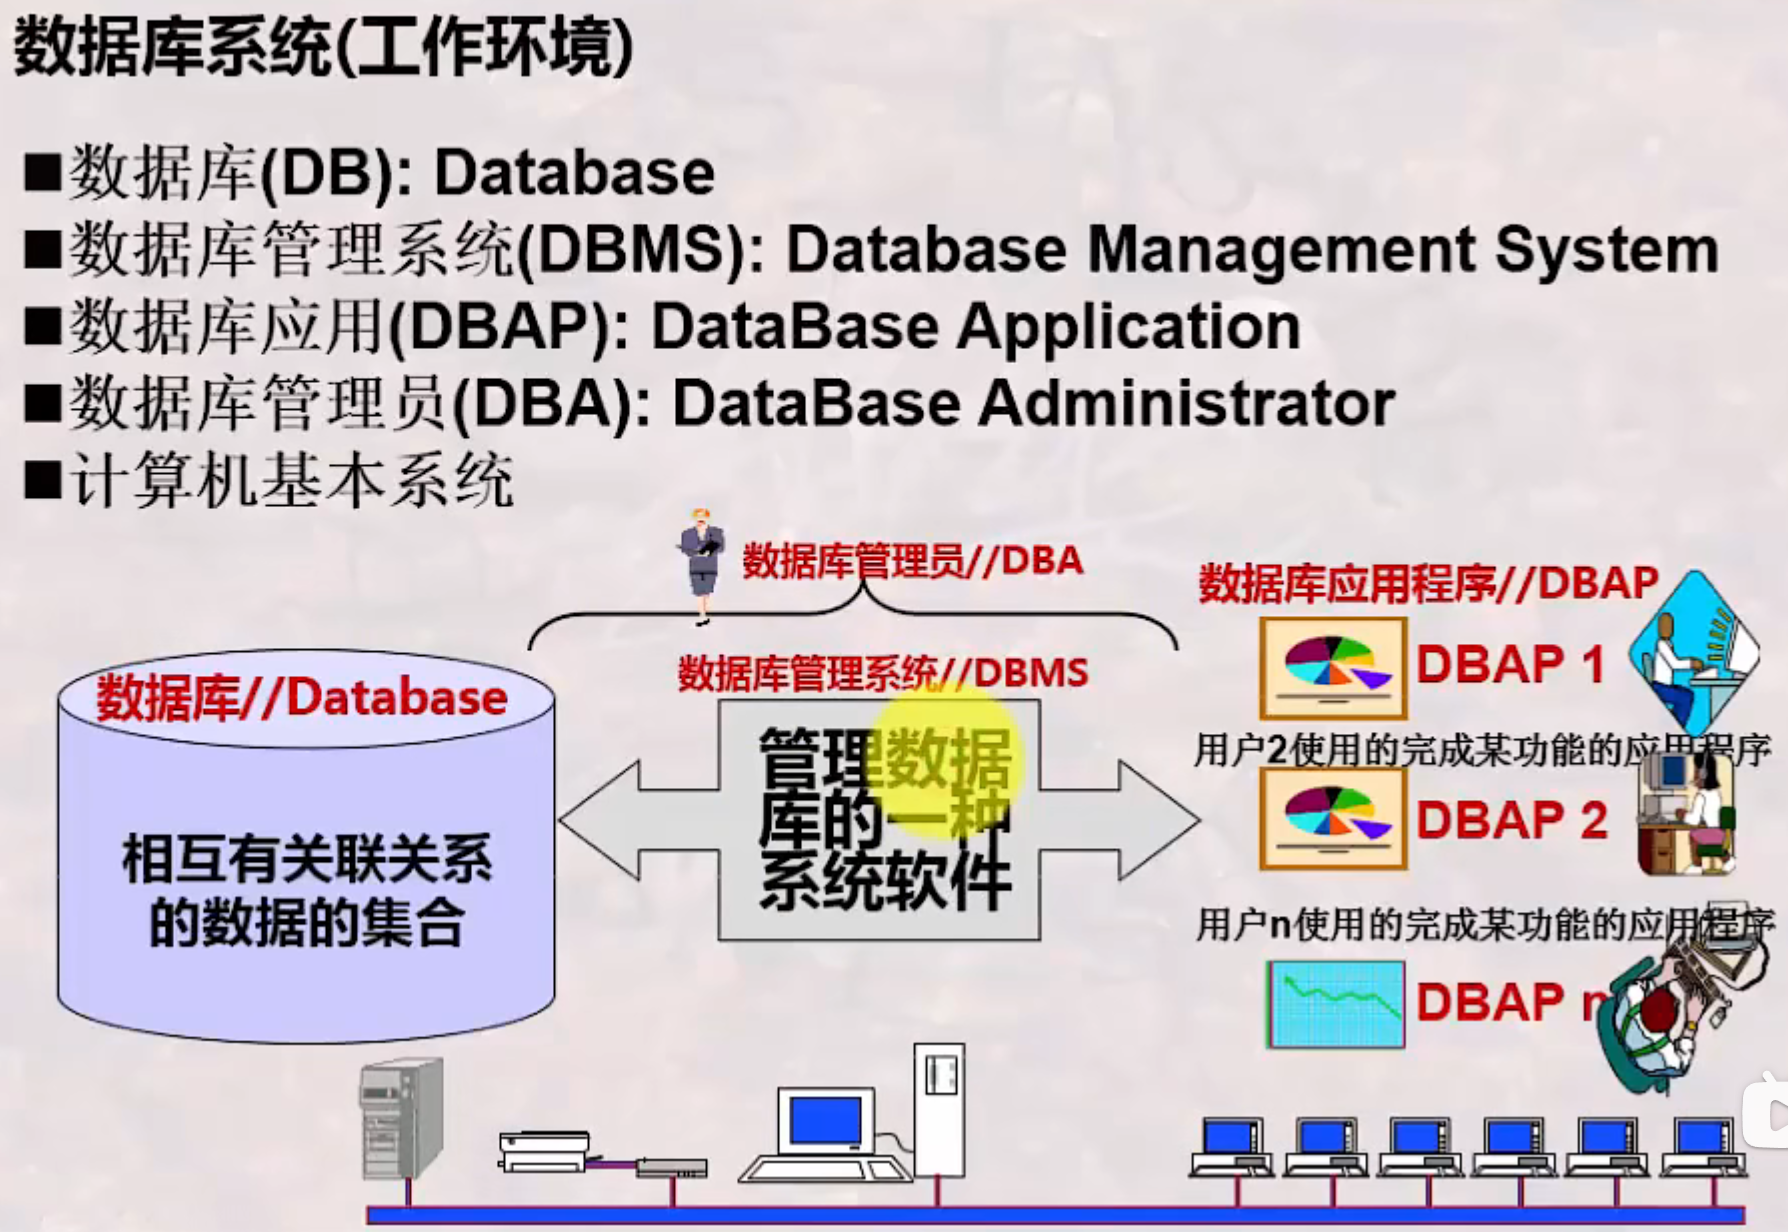 数据库系统(工作环境)
■数据库(DB): Database
■数据库管理系统(DBMS): Database Management System
■数据库应用(DBAP): DataBase Application
■数据库管理员(DBA): DataBase Administrator
■计算机基本系统
数据库管理员//DBA
数据库管理系统//DBMS
数据库//Database
相互有关联关系
的数据的集合
管理数据
库的一种
系统软件
数据库应用程序//DBAP
DBAP 1
用户2使用的完成某功能的应用程序
DBAP 2
用户n使用的完成某功能的应用程序
DBAP n